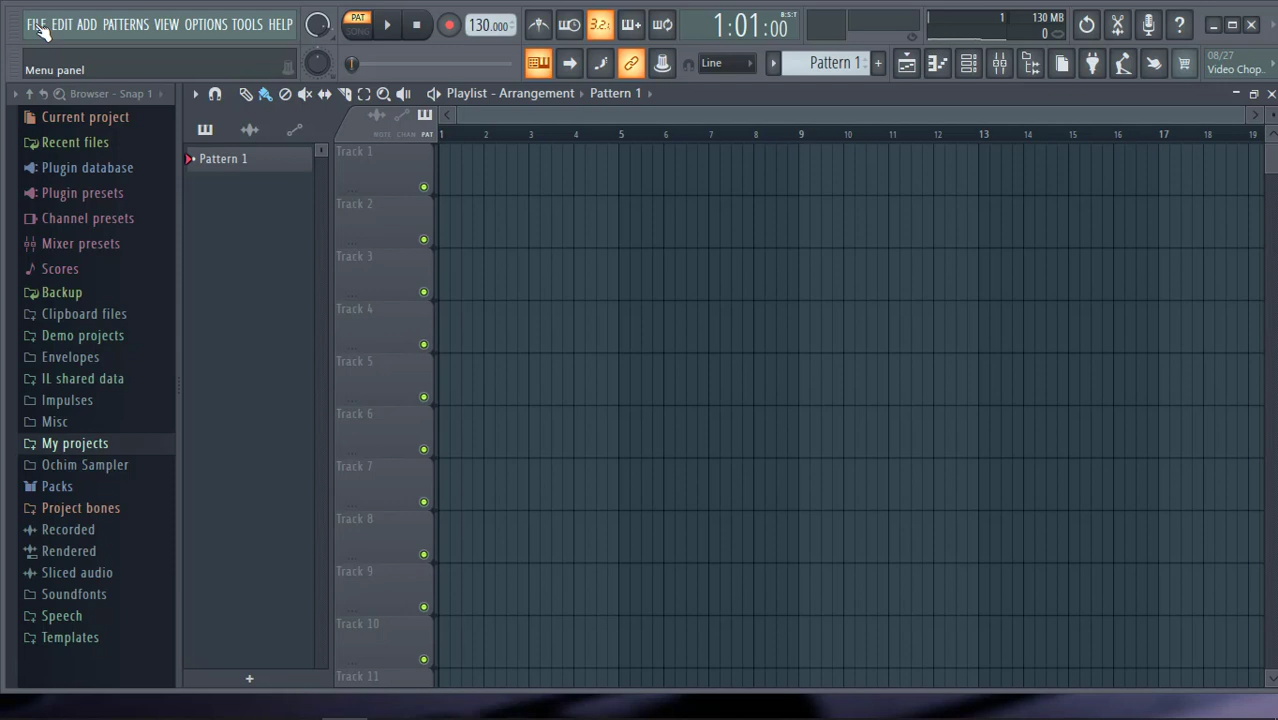 FILE EDIT ADD PATTERNS VIEW OPTIONS TOOLS HELP
PAT
SONG
130.000
3.2.
1:01:00
B:S:T
1
130 MB
0
Menu panel
Line
Pattern 1
+
08/27
Video Chop..
Browser - Snap 1
Playlist - Arrangement
Pattern 1
Current project
Recent files
Plugin database
Plugin presets
Channel presets
Mixer presets
Scores
Backup
Clipboard files
Demo projects
Envelopes
IL shared data
Impulses
Misc
My projects
Ochim Sampler
Packs
Project bones
Recorded
Rendered
Sliced audio
Soundfonts
Speech
Templates
Pattern 1
+
NOTE CHAN PAT
1 2 3 4 5 6 7 8 9 10 11 12 13 14 15 16 17 18 19
Track 1
Track 2
Track 3
Track 4
Track 5
Track 6
Track 7
Track 8
Track 9
Track 10
Track 11